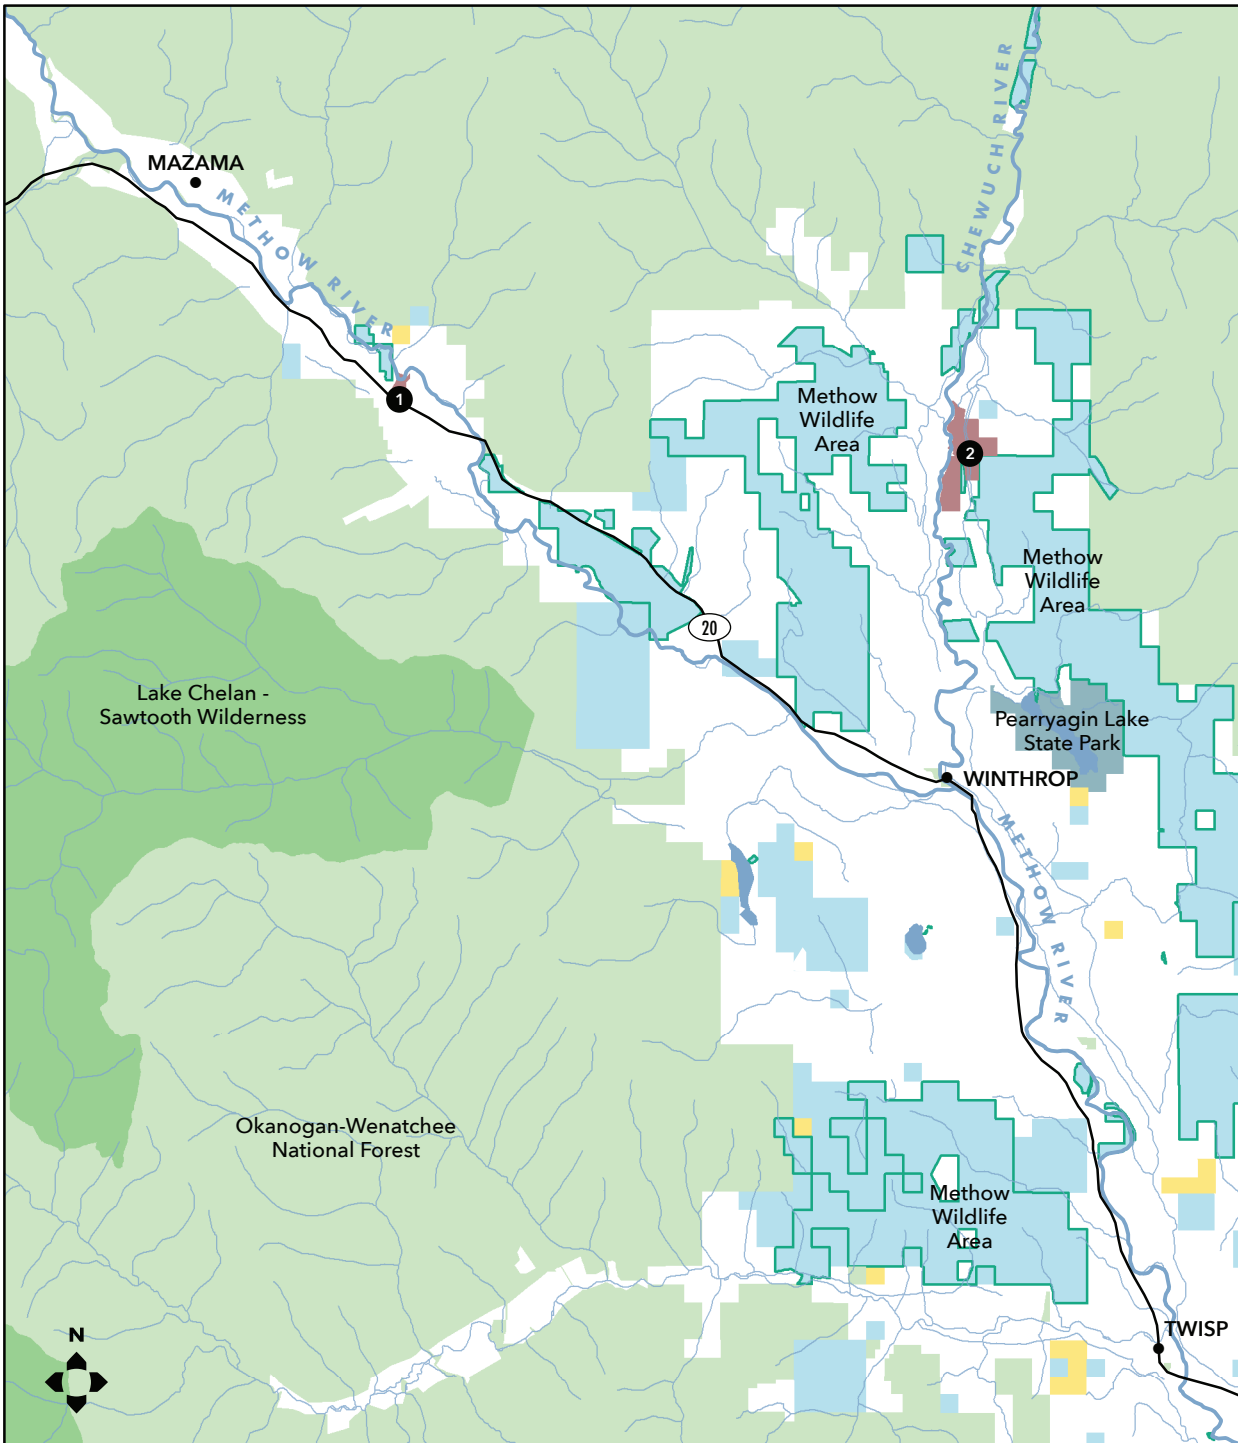 CHEWUCH RIVER
MAZAMA
METHOW RIVER
1
Methow
Wildlife
Area
2
Methow
Wildlife
Area
20
Lake Chelan -
Sawtooth Wilderness
Pearryagin Lake
State Park
WINTHROP
METHOW RIVER
Okanogan-Wenatchee
National Forest
Methow
Wildlife
Area
N
TWISP